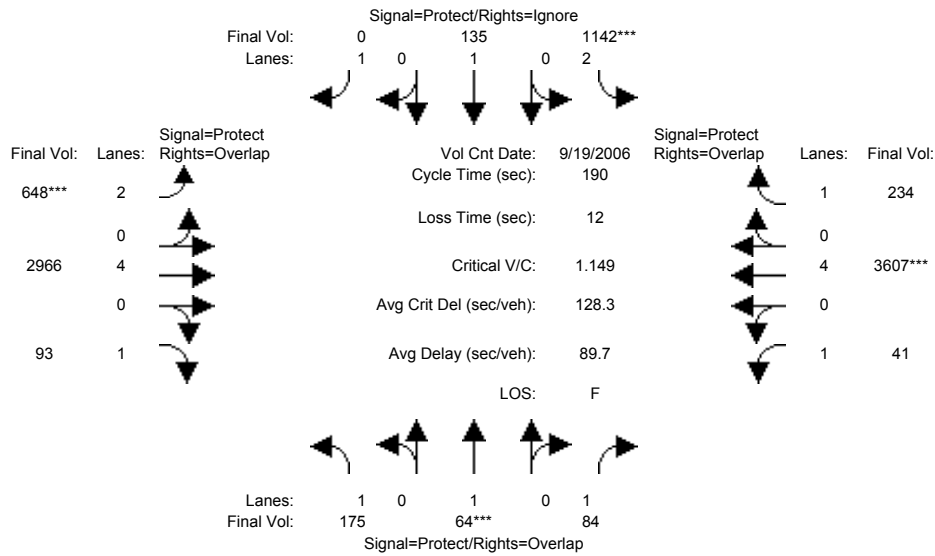 Signal=Protect/Rights=Ignore
Final Vol: 0 135 1142***
Lanes: 1 0 1 0 2
Signal=Protect
Final Vol: Lanes: Rights=Overlap
Vol Cnt Date: 9/19/2006
Signal=Protect
Rights=Overlap Lanes: Final Vol:
Cycle Time (sec): 190
648*** 2
1 234
Loss Time (sec): 12
0
0
2966 4
Critical V/C: 1.149
4 3607***
0
Avg Crit Del (sec/veh): 128.3
0
93 1
Avg Delay (sec/veh): 89.7
1 41
LOS: F
Lanes: 1 0 1 0 1
Final Vol: 175 64*** 84
Signal=Protect/Rights=Overlap